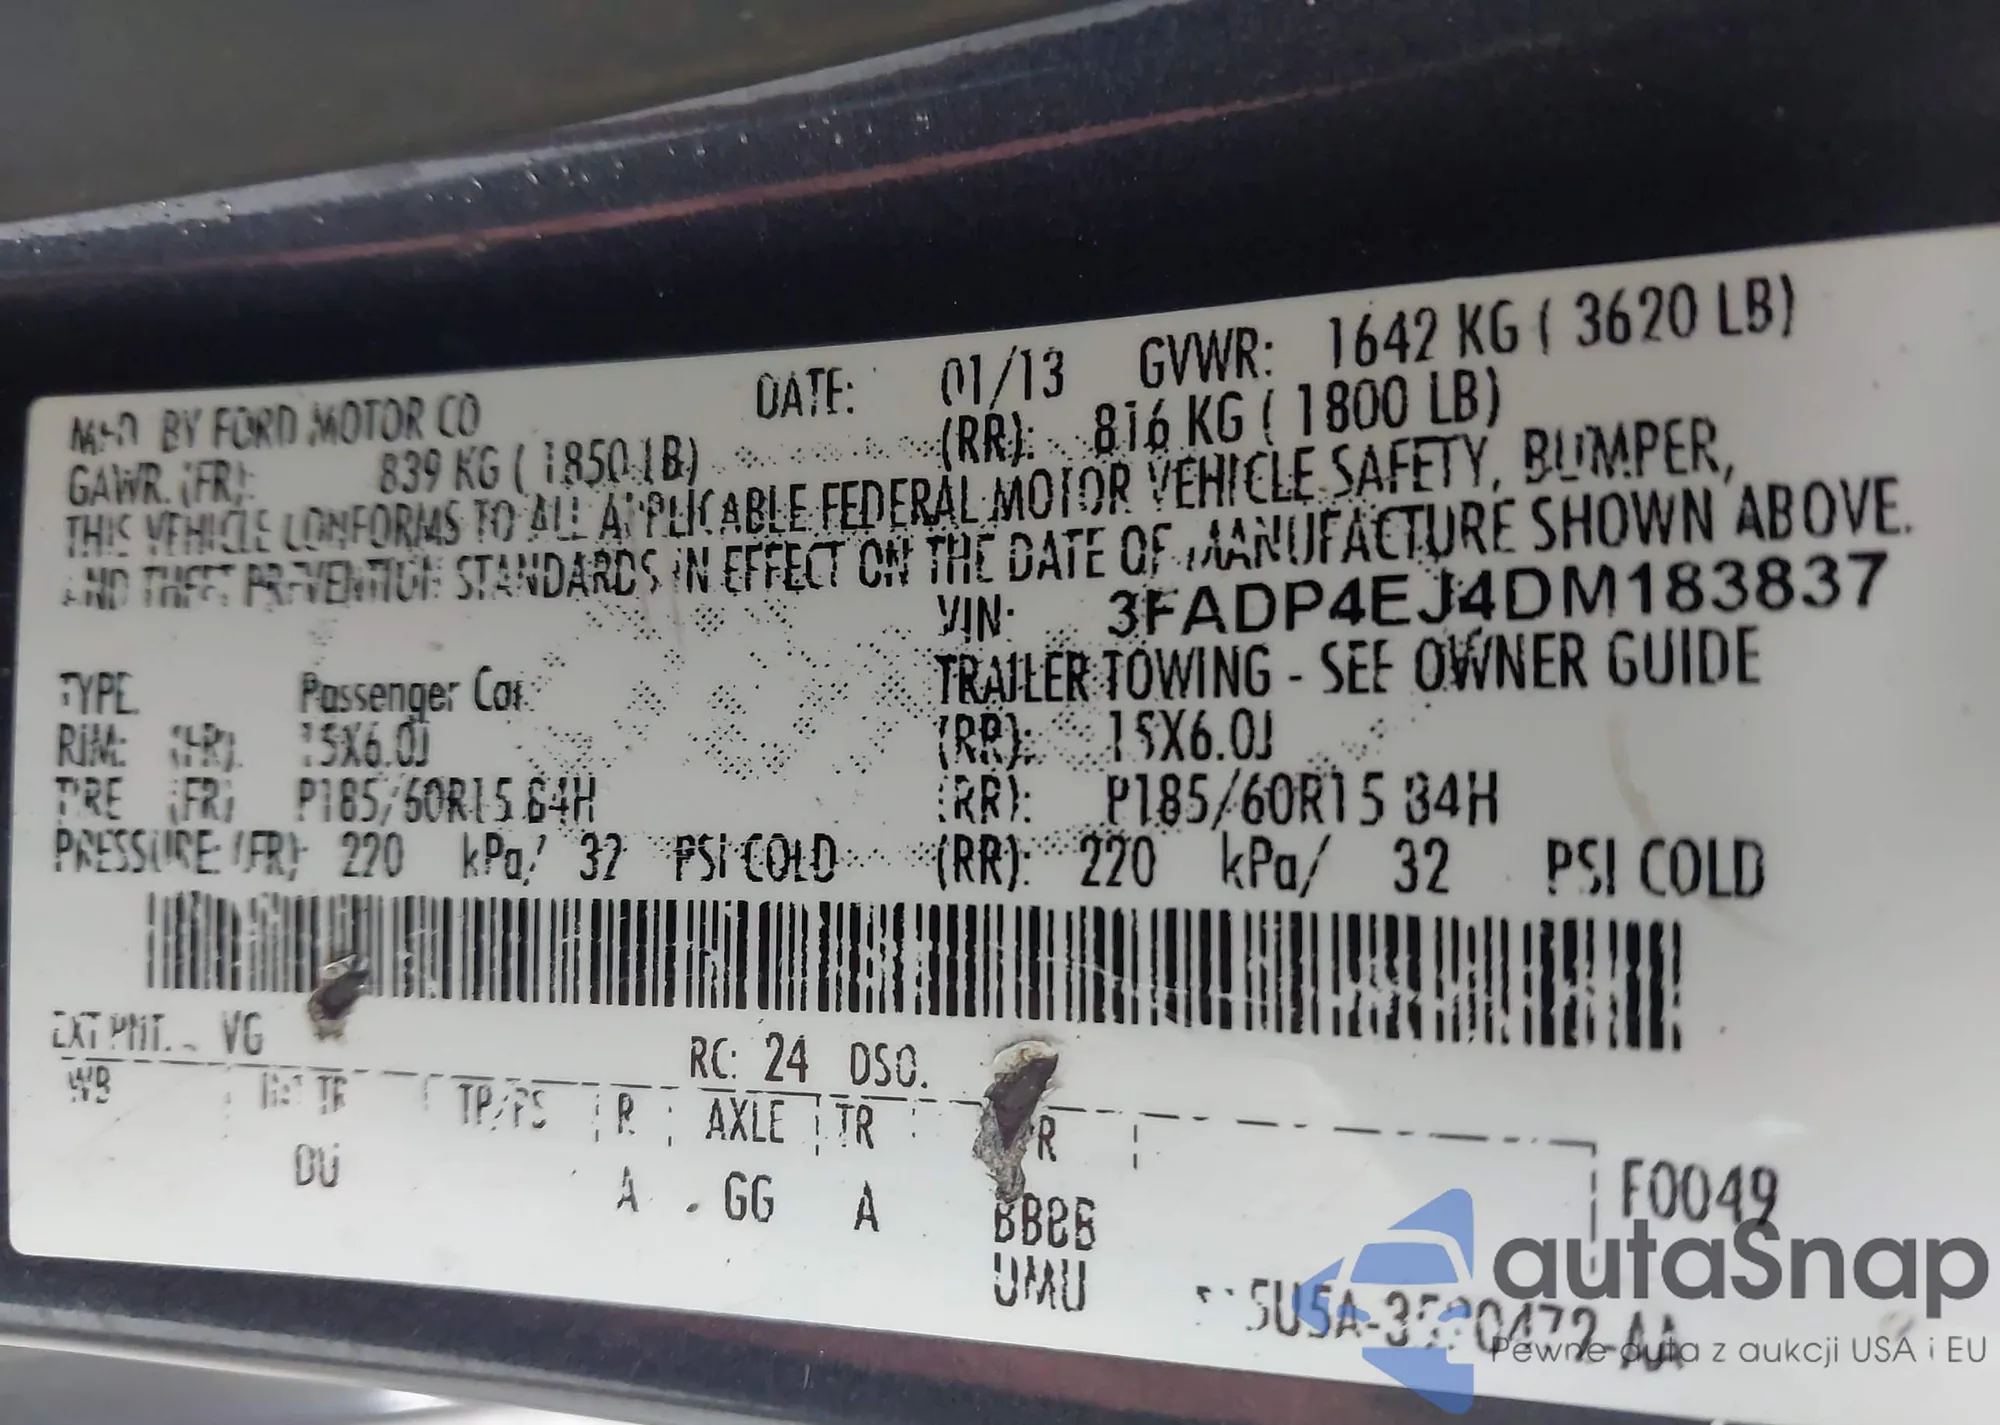 MFD. BY FORD MOTOR CO DATE: 01/13 GVWR: 1642 KG ( 3620 LB)
GAWR. (FR): 839 KG ( 1850 LB) (RR): 816 KG ( 1800 LB)
THIS VEHICLE CONFORMS TO ALL APPLICABLE FEDERAL MOTOR VEHICLE SAFETY, BUMPER,
AND THEFT PREVENTION STANDARDS IN EFFECT ON THE DATE OF MANUFACTURE SHOWN ABOVE.
VIN: 3FADP4EJ4DM183837
TYPE: Passenger Car TRAILER TOWING - SEE OWNER GUIDE
RIM: (FR): 15X6.0J (RR): 15X6.0J
TIRE (FR) P185/60R15 84H (RR): P185/60R15 84H
PRESSURE: (FR): 220 kPa/ 32 PSI COLD (RR): 220 kPa/ 32 PSI COLD
EXT PNT. VG RC: 24 DSO.
WB INT TR TP/PS R AXLE TR
DU A GG A BBBB F0049
UMU
autaSnap
Pewne auta z aukcji USA i EU